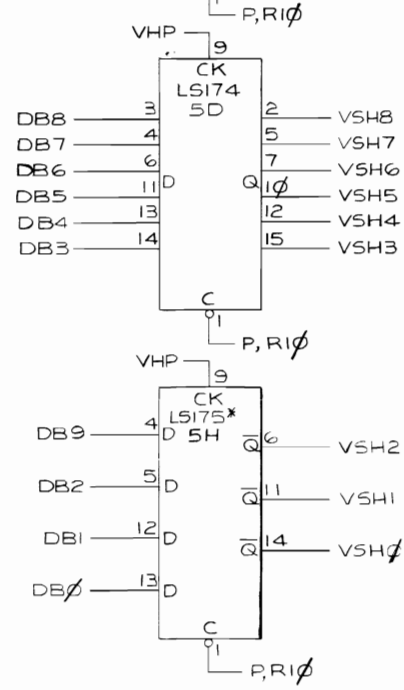 P, R1Ø
VHP
9
CK
LS174
5D
DB8 3 2 VSH8
DB7 4 5 VSH7
DB6 6 7 VSH6
D Q
DB5 11 1Ø VSH5
DB4 13 12 VSH4
DB3 14 15 VSH3
C
1
P, R1Ø
VHP
9
CK
LS175*
5H
DB9 4 D Q̅ 6 VSH2
DB2 5 D Q̅ 11 VSH1
DB1 12 D Q̅ 14 VSHØ
DBØ 13 D
C
1
P, R1Ø